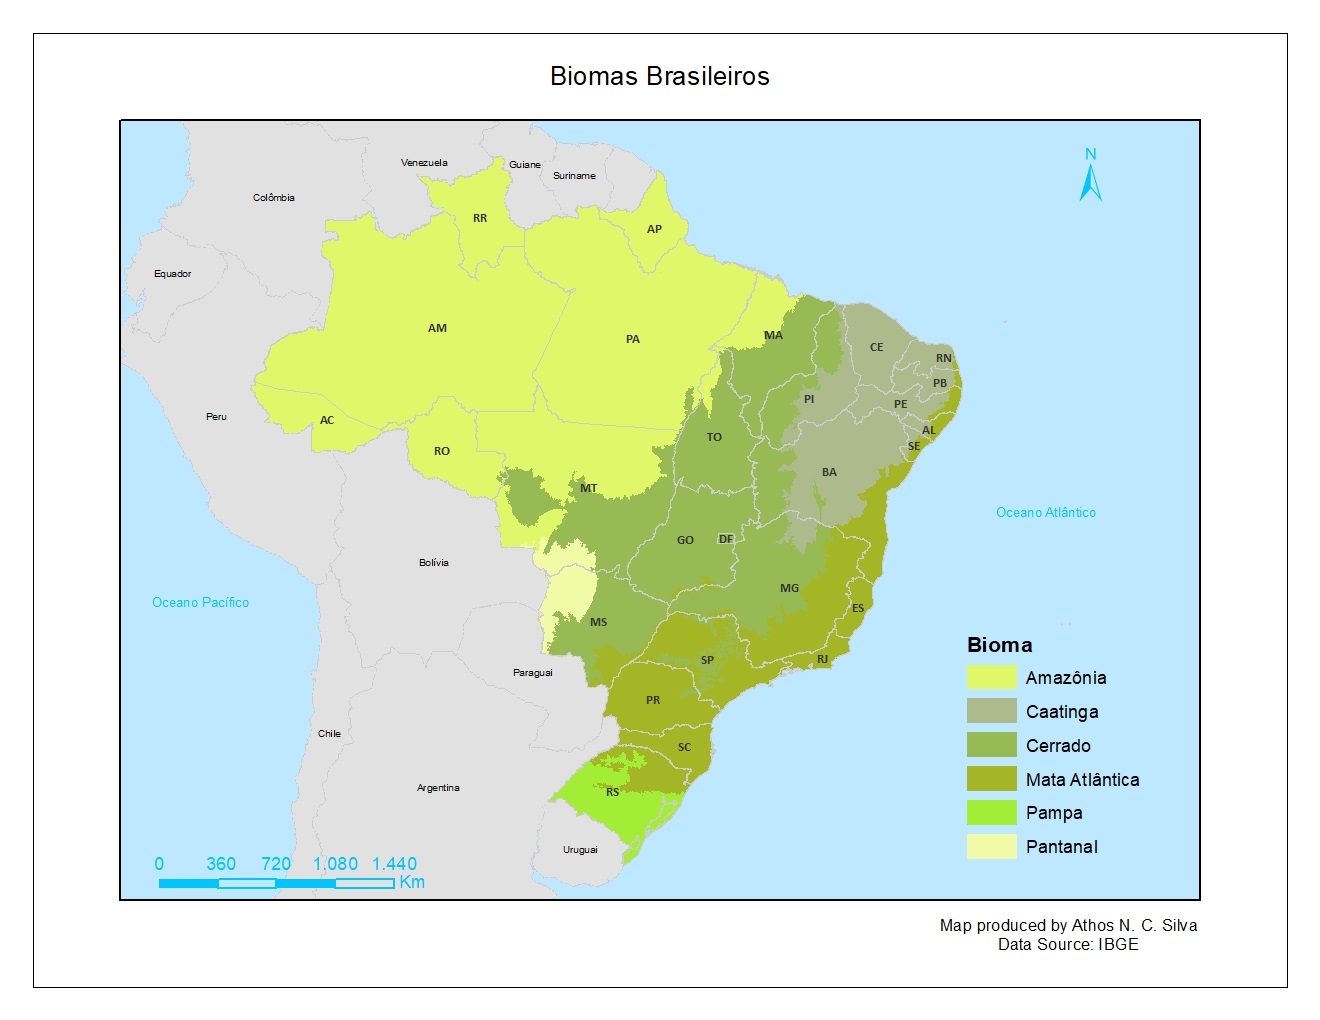 Biomas Brasileiros
N
Venezuela
Guiane
Suriname
Colômbia
RR
AP
Equador
AM
PA
MA
CE
RN
PB
PI
PE
Peru
AC
AL
TO
SE
RO
BA
MT
Oceano Atlântico
GO
DF
Bolívia
MG
Oceano Pacífico
ES
MS
SP
RJ
Paraguai
PR
Chile
SC
Argentina
RS
Uruguai
Bioma
Amazônia
Caatinga
Cerrado
Mata Atlântica
Pampa
Pantanal
0 360 720 1.080 1.440
Km
Map produced by Athos N. C. Silva
Data Source: IBGE